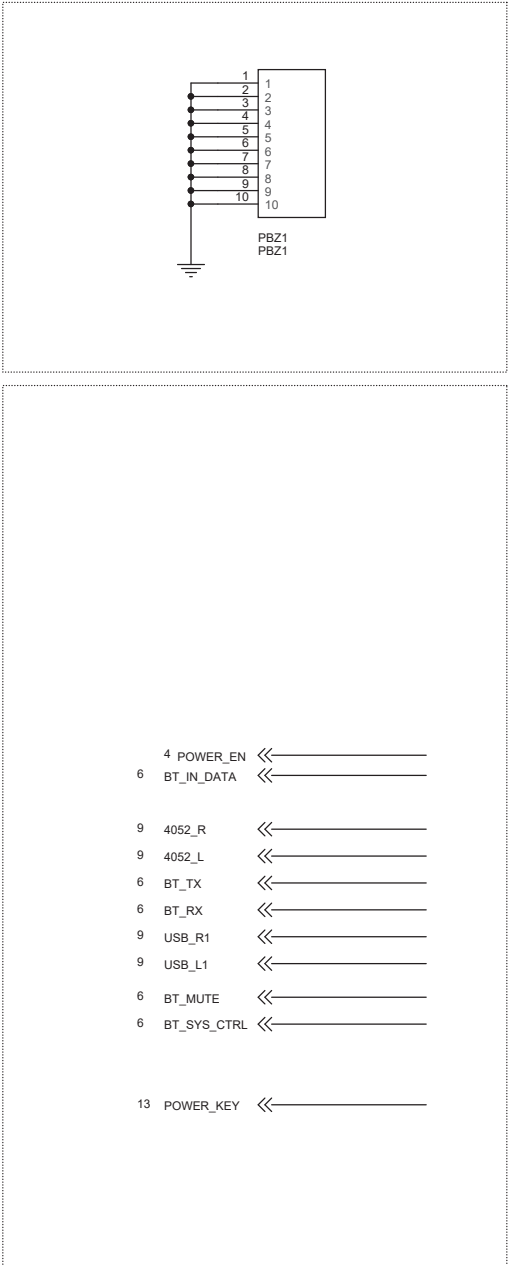 1 1
2 2
3 3
4 4
5 5
6 6
7 7
8 8
9 9
10 10
PBZ1
PBZ1
4 POWER_EN
6 BT_IN_DATA
9 4052_R
9 4052_L
6 BT_TX
6 BT_RX
9 USB_R1
9 USB_L1
6 BT_MUTE
6 BT_SYS_CTRL
13 POWER_KEY